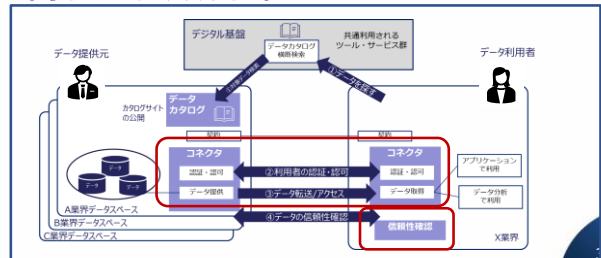 デジタル基盤
データカタログ
横断検索
共通利用される
ツール・サービス群
データ提供元
データ利用者
①データを探す
カタログサイト
の公開
データ
カタログ
契約
コネクタ
認証・認可
データ提供
②利用者の認証・認可
③データ転送/アクセス
④データの信頼性確認
コネクタ
認証・認可
データ取得
アプリケーション
で利用
データ分析
で利用
信頼性確認
データ
データ
データ
A業界データスペース
B業界データスペース
C業界データスペース
X業界